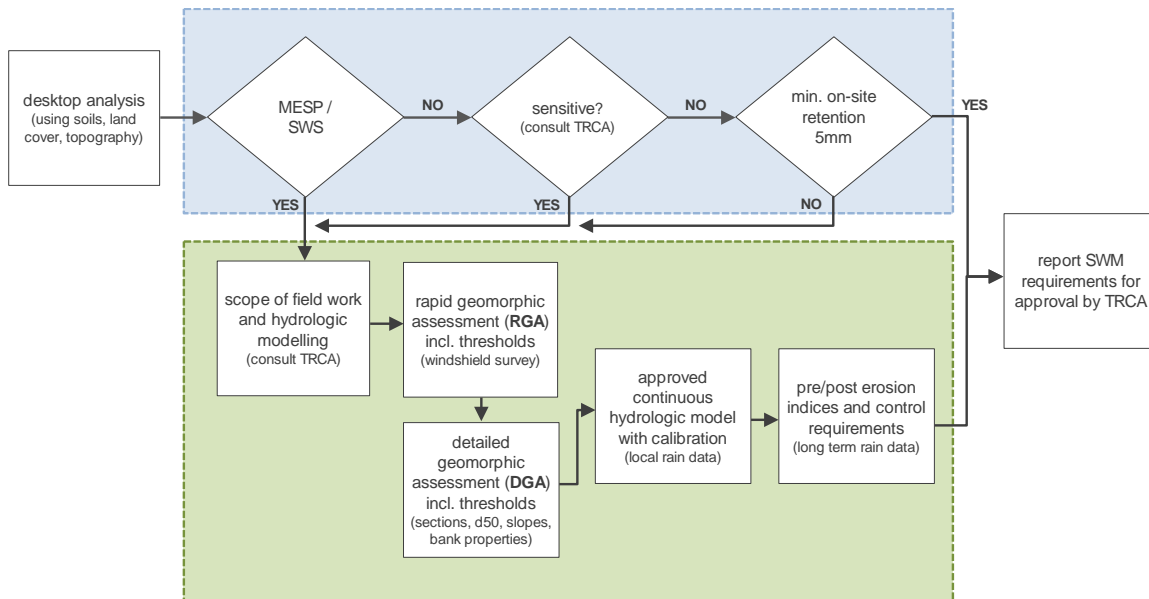 desktop analysis
(using soils, land
cover, topography)
MESP /
SWS
NO
sensitive?
(consult TRCA)
NO
min. on-site
retention
5mm
YES
YES
YES
NO
scope of field work
and hydrologic
modelling
(consult TRCA)
rapid geomorphic
assessment (RGA)
incl. thresholds
(windshield survey)
detailed
geomorphic
assessment (DGA)
incl. thresholds
(sections, d50, slopes,
bank properties)
approved
continuous
hydrologic model
with calibration
(local rain data)
pre/post erosion
indices and control
requirements
(long term rain data)
report SWM
requirements for
approval by TRCA